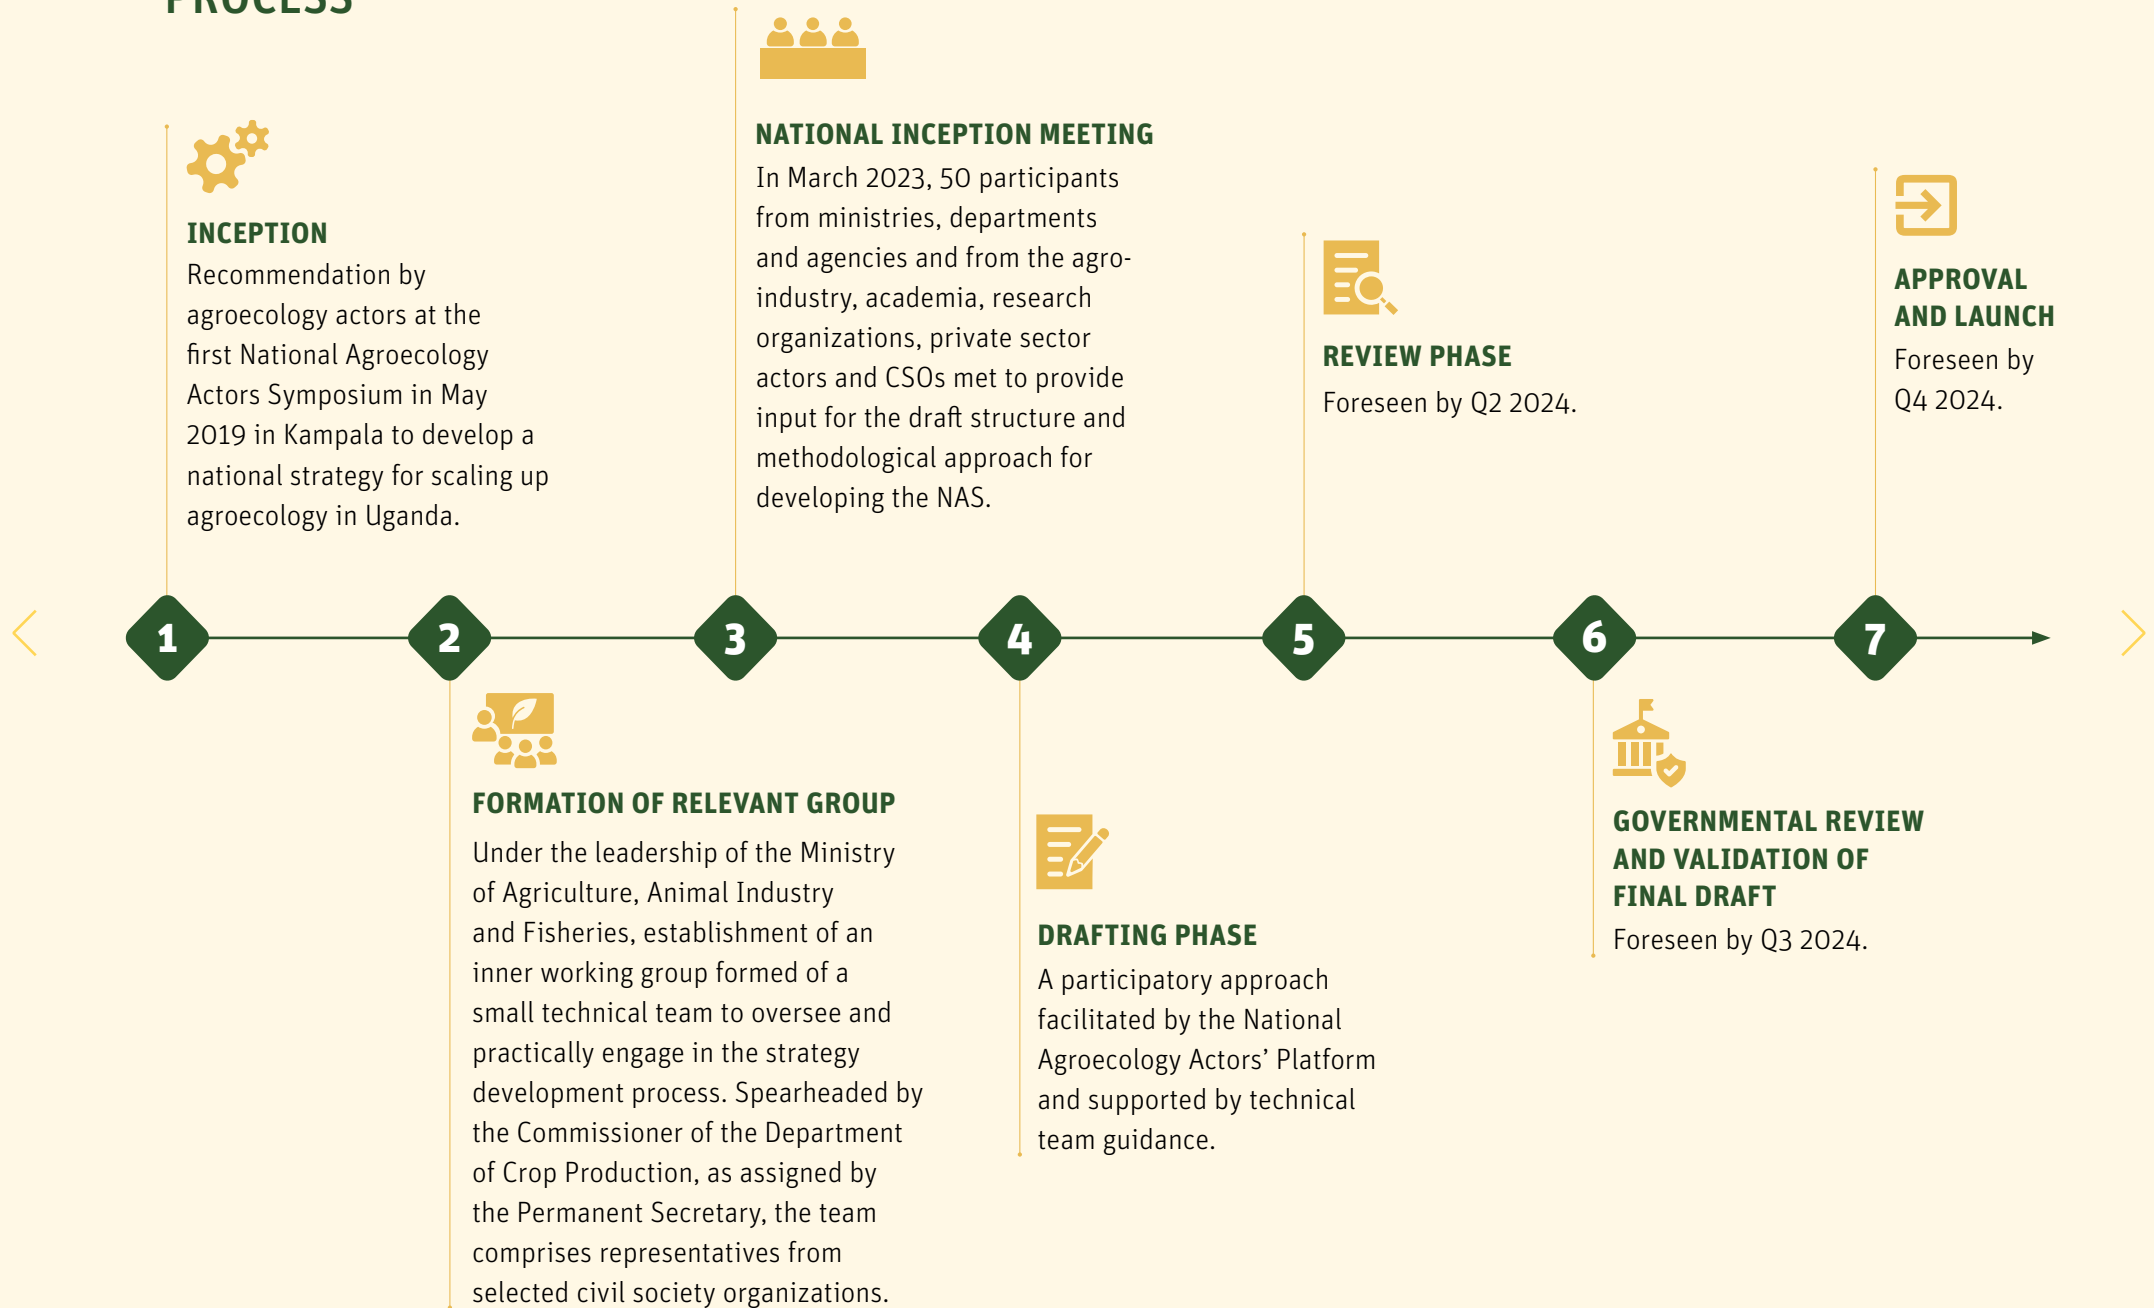 PROCESS
INCEPTION
Recommendation by
agroecology actors at the
first National Agroecology
Actors Symposium in May
2019 in Kampala to develop a
national strategy for scaling up
agroecology in Uganda.
NATIONAL INCEPTION MEETING
In March 2023, 50 participants
from ministries, departments
and agencies and from the agro-
industry, academia, research
organizations, private sector
actors and CSOs met to provide
input for the draft structure and
methodological approach for
developing the NAS.
REVIEW PHASE
Foreseen by Q2 2024.
APPROVAL
AND LAUNCH
Foreseen by
Q4 2024.
1 2 3 4 5 6 7
FORMATION OF RELEVANT GROUP
Under the leadership of the Ministry
of Agriculture, Animal Industry
and Fisheries, establishment of an
inner working group formed of a
small technical team to oversee and
practically engage in the strategy
development process. Spearheaded by
the Commissioner of the Department
of Crop Production, as assigned by
the Permanent Secretary, the team
comprises representatives from
selected civil society organizations.
DRAFTING PHASE
A participatory approach
facilitated by the National
Agroecology Actors’ Platform
and supported by technical
team guidance.
GOVERNMENTAL REVIEW
AND VALIDATION OF
FINAL DRAFT
Foreseen by Q3 2024.